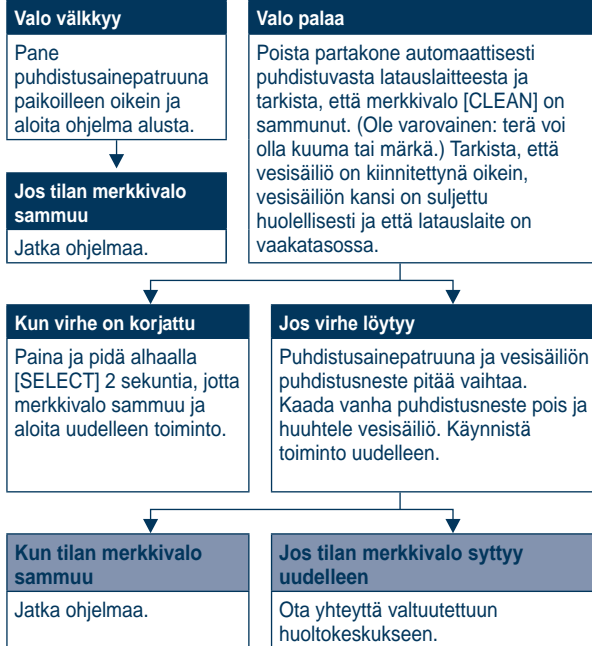 Valo välkkyy
Pane
puhdistusainepatruuna
paikoilleen oikein ja
aloita ohjelma alusta.
Jos tilan merkkivalo
sammuu
Jatka ohjelmaa.
Valo palaa
Poista partakone automaattisesti
puhdistuvasta latauslaitteesta ja
tarkista, että merkkivalo [CLEAN] on
sammunut. (Ole varovainen: terä voi
olla kuuma tai märkä.) Tarkista, että
vesisäiliö on kiinnitettynä oikein,
vesisäiliön kansi on suljettu
huolellisesti ja että latauslaite on
vaakatasossa.
Kun virhe on korjattu
Paina ja pidä alhaalla
[SELECT] 2 sekuntia, jotta
merkkivalo sammuu ja
aloita uudelleen toiminto.
Jos virhe löytyy
Puhdistusainepatruuna ja vesisäiliön
puhdistusneste pitää vaihtaa.
Kaada vanha puhdistusneste pois ja
huuhtele vesisäiliö. Käynnistä
toiminto uudelleen.
Kun tilan merkkivalo
sammuu
Jatka ohjelmaa.
Jos tilan merkkivalo syttyy
uudelleen
Ota yhteyttä valtuutettuun
huoltokeskukseen.